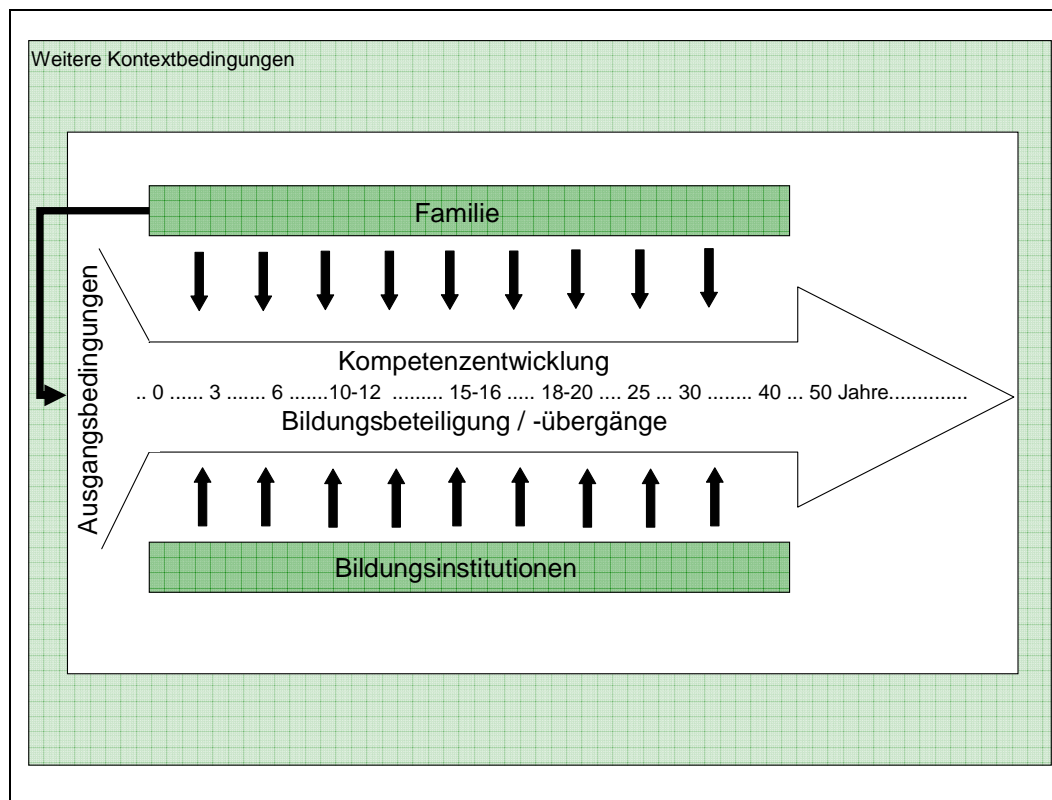 Weitere Kontextbedingungen
Familie
Ausgangsbedingungen
Kompetenzentwicklung
.. 0 ...... 3 ....... 6 .......10-12 ......... 15-16 ..... 18-20 .... 25 ... 30 ........ 40 ... 50 Jahre..............
Bildungsbeteiligung / -übergänge
Bildungsinstitutionen